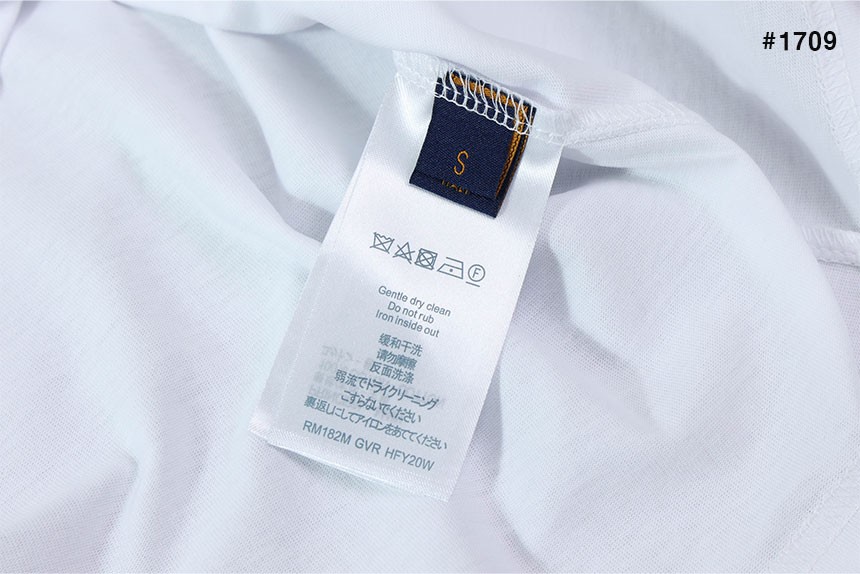 #1709
S
F
Gentle dry clean
Do not rub
Iron inside out
缓和干洗
请勿摩擦
反面洗涤
弱流でドライクリーニング
こすらないでください
裏返しにしてアイロンをあててください
RM182M GVR HFY20W